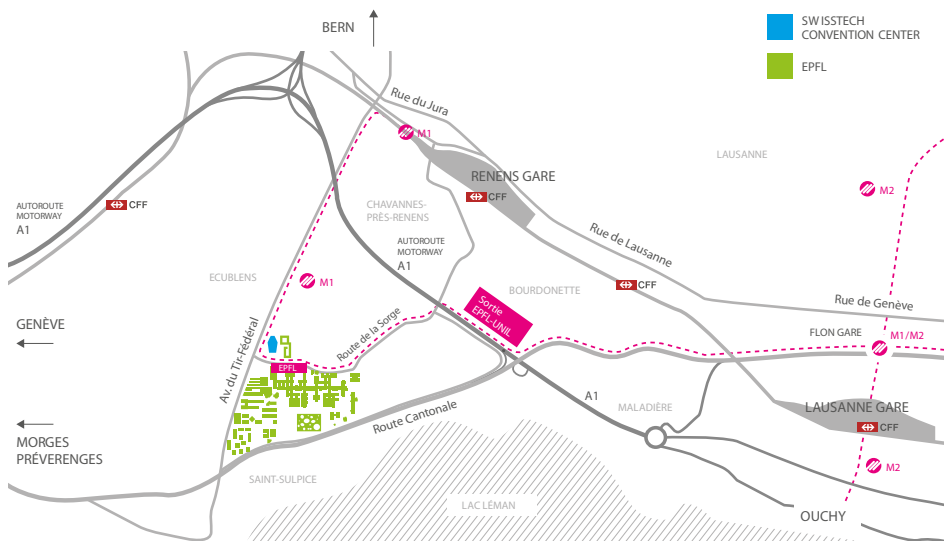 BERN
SWISSTECH
CONVENTION CENTER
EPFL
Rue du Jura
M1
LAUSANNE
RENENS GARE
CFF
M2
CFF
AUTOROUTE
MOTORWAY
A1
CHAVANNES-
PRÈS-RENENS
Rue de Lausanne
AUTOROUTE
MOTORWAY
A1
ECUBLENS
M1
BOURDONETTE
CFF
Sortie
EPFL-UNIL
Rue de Genève
GENÈVE
Av. du Tir-Fédéral
Route de la Sorge
FLON GARE
M1/M2
EPFL
A1
MALADIÈRE
LAUSANNE GARE
CFF
Route Cantonale
MORGES
PRÉVERENGES
SAINT-SULPICE
M2
LAC LÉMAN
OUCHY